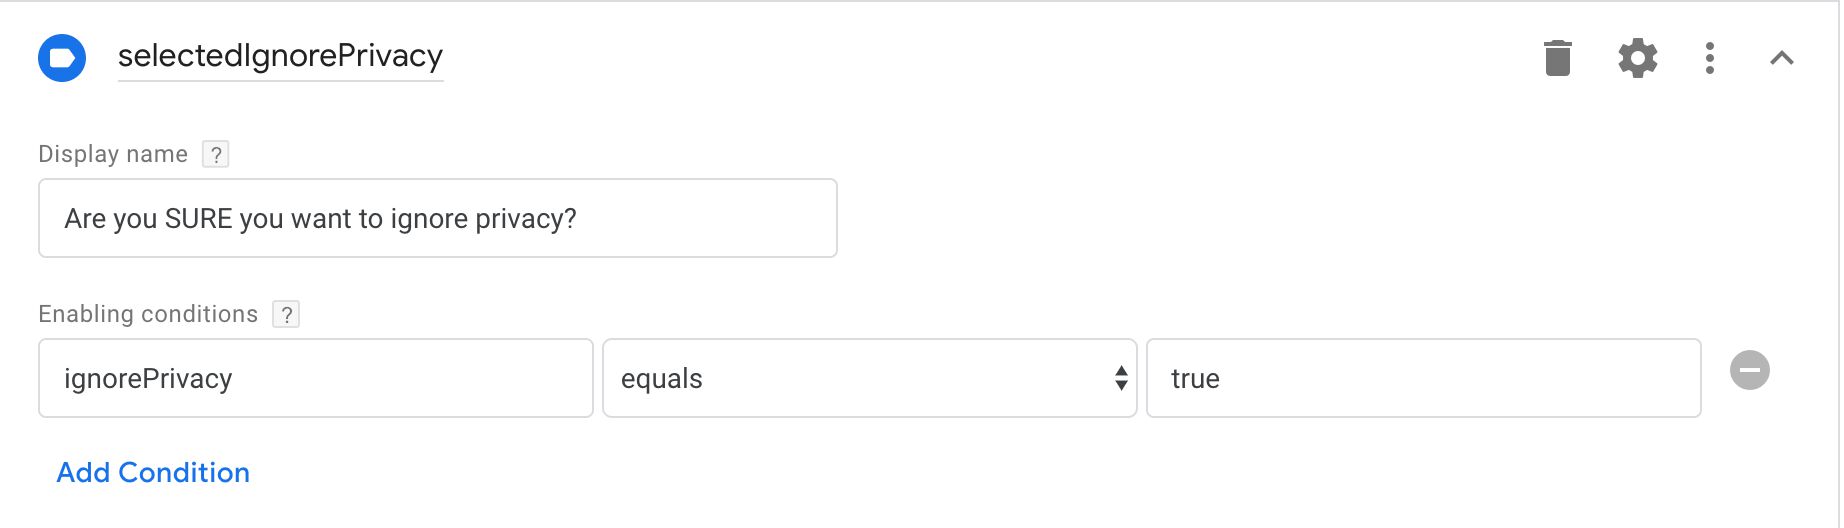 selectedIgnorePrivacy
Display name ?
Are you SURE you want to ignore privacy?
Enabling conditions ?
ignorePrivacy equals true
Add Condition